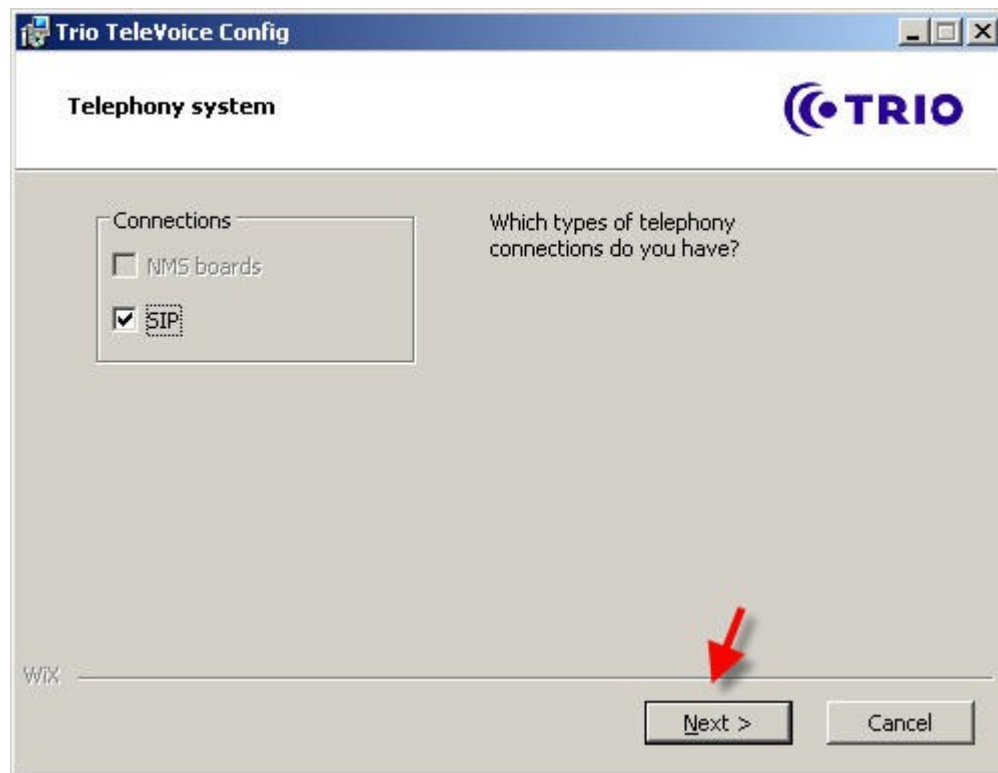 Trio TeleVoice Config
Telephony system
TRIO
Connections
NMS boards
SIP
Which types of telephony
connections do you have?
WiX
Next >
Cancel